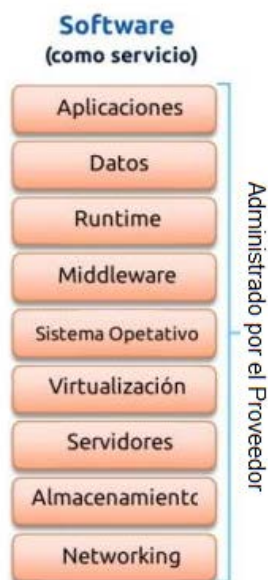 Software
(como servicio)
Aplicaciones
Datos
Runtime
Middleware
Sistema Opetativo
Virtualización
Servidores
Almacenamientc
Networking
Administrado por el Proveedor